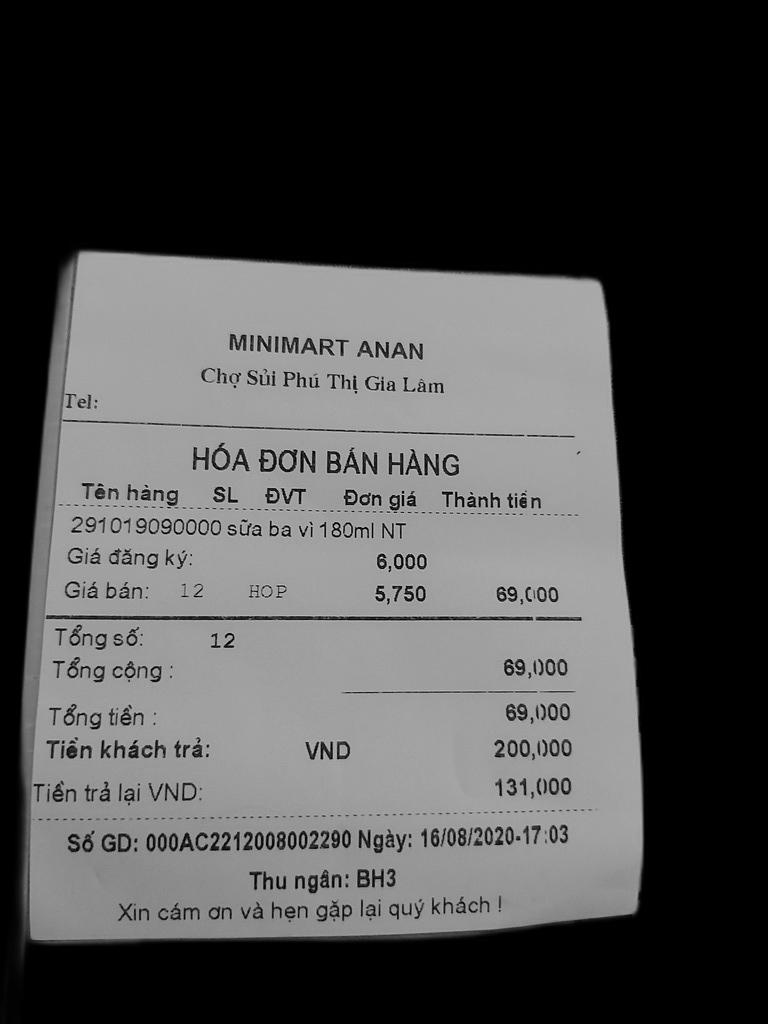 MINIMART ANAN
Chợ Sủi Phú Thị Gia Lâm
Tel:
HÓA ĐƠN BÁN HÀNG
Tên hàng SL ĐVT Đơn giá Thành tiền
291019090000 sữa ba vì 180ml NT
Giá đăng ký: 6,000
Giá bán: 12 HOP 5,750 69,000
Tổng số: 12
Tổng cộng : 69,000
Tổng tiền : 69,000
Tiền khách trả: VND 200,000
Tiền trả lại VND: 131,000
Số GD: 000AC2212008002290 Ngày: 16/08/2020-17:03
Thu ngân: BH3
Xin cám ơn và hẹn gặp lại quý khách !